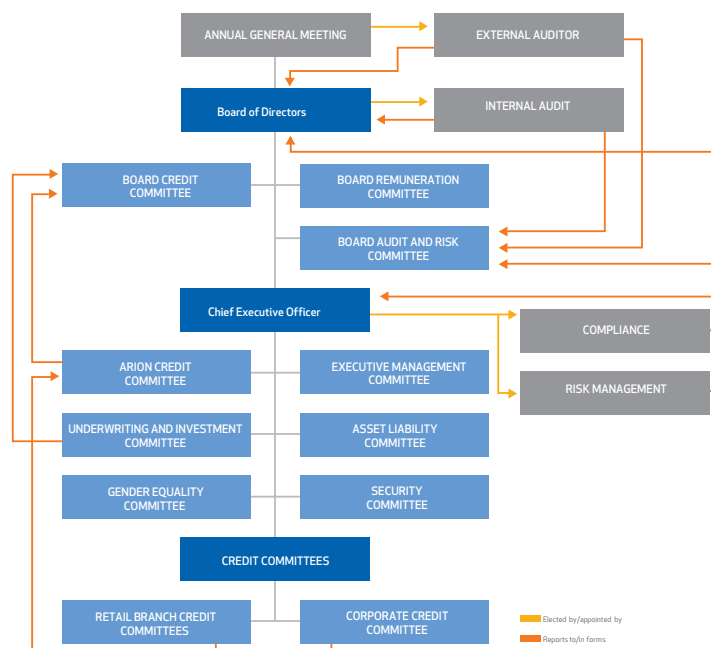 ANNUAL GENERAL MEETING
EXTERNAL AUDITOR
Board of Directors
INTERNAL AUDIT
BOARD CREDIT
COMMITTEE
BOARD REMUNERATION
COMMITTEE
BOARD AUDIT AND RISK
COMMITTEE
Chief Executive Officer
COMPLIANCE
ARION CREDIT
COMMITTEE
EXECUTIVE MANAGEMENT
COMMITTEE
RISK MANAGEMENT
UNDERWRITING AND INVESTMENT
COMMITTEE
ASSET LIABILITY
COMMITTEE
GENDER EQUALITY
COMMITTEE
SECURITY
COMMITTEE
CREDIT COMMITTEES
RETAIL BRANCH CREDIT
COMMITTEES
CORPORATE CREDIT
COMMITTEE
Elected by/appointed by
Reports to/in forms